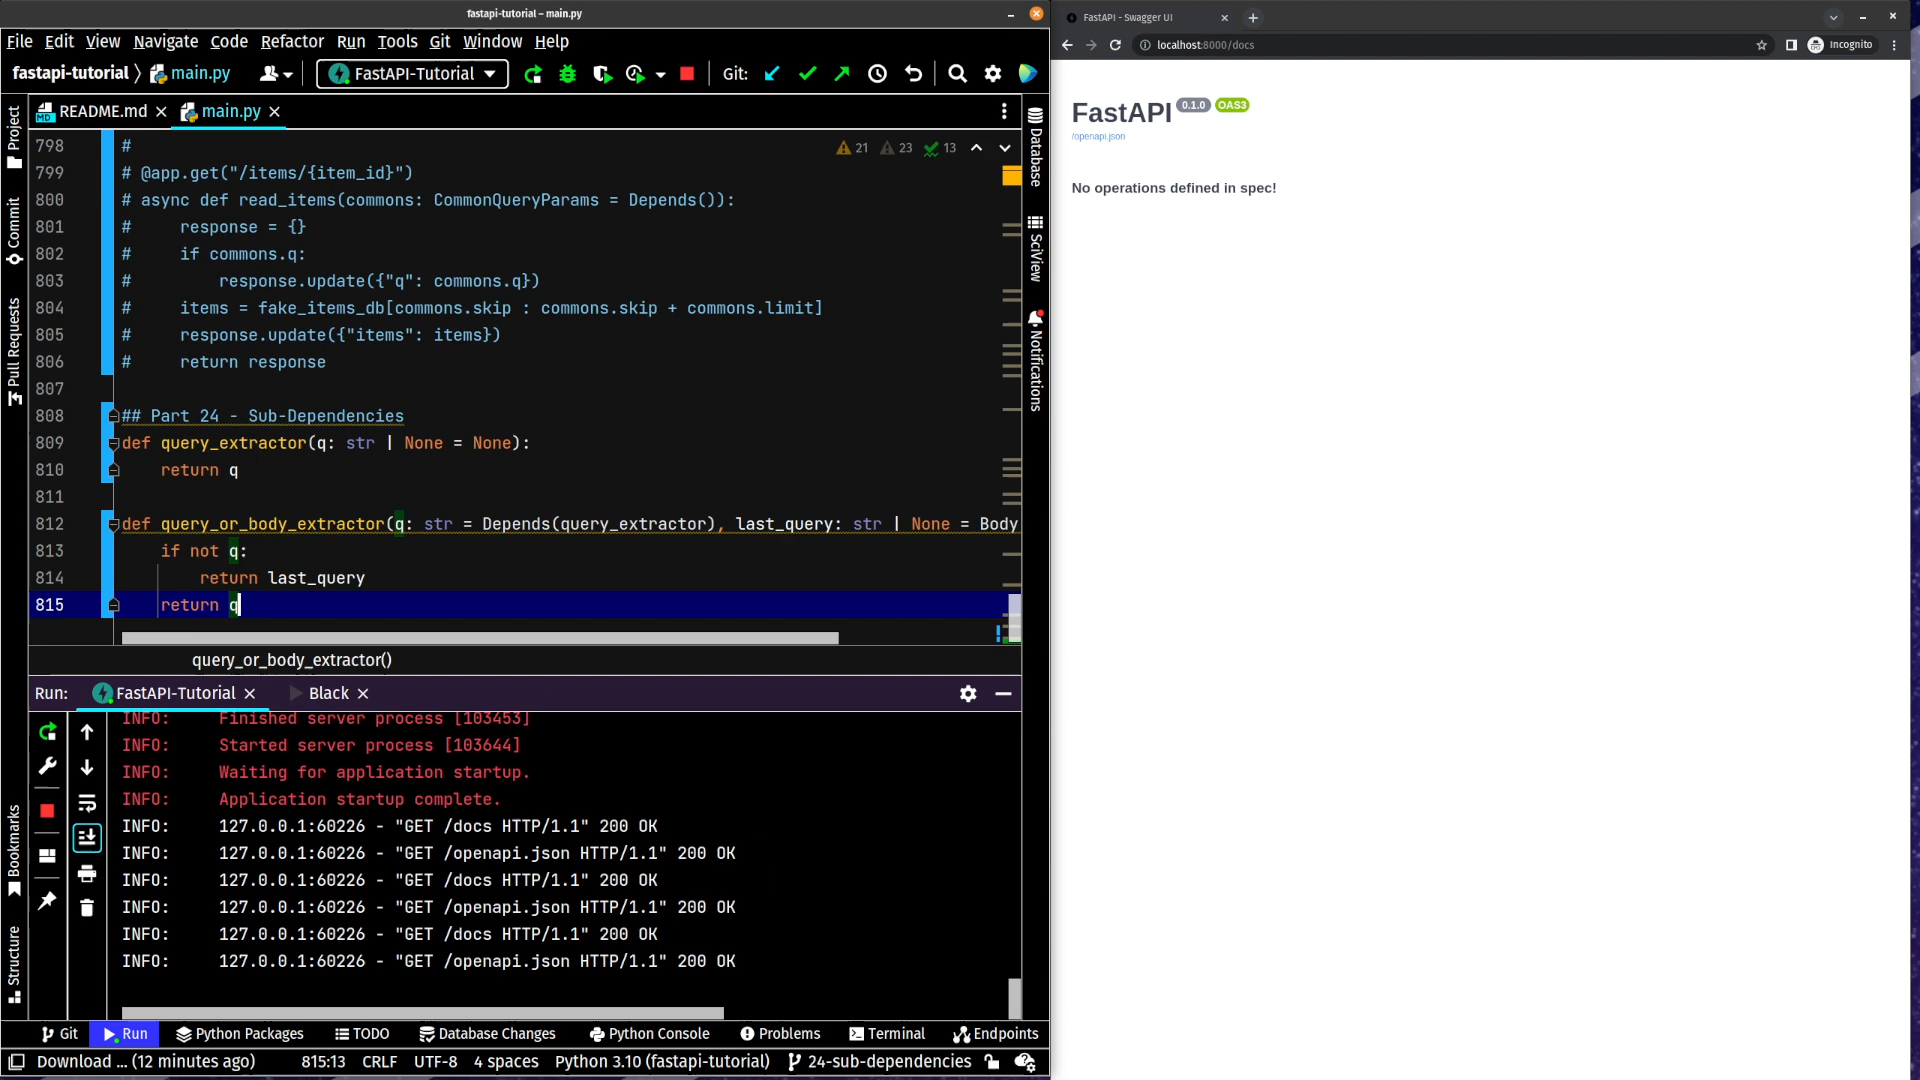 fastapi-tutorial – main.py
File Edit View Navigate Code Refactor Run Tools Git Window Help
fastapi-tutorial main.py FastAPI-Tutorial Git:
README.md main.py
798 #
799 # @app.get("/items/{item_id}")
800 # async def read_items(commons: CommonQueryParams = Depends()):
801 #     response = {}
802 #     if commons.q:
803 #         response.update({"q": commons.q})
804 #     items = fake_items_db[commons.skip : commons.skip + commons.limit]
805 #     response.update({"items": items})
806 #     return response
807
808 ## Part 24 - Sub-Dependencies
809 def query_extractor(q: str | None = None):
810     return q
811
812 def query_or_body_extractor(q: str = Depends(query_extractor), last_query: str | None = Body
813     if not q:
814         return last_query
815     return q
21 23 13
query_or_body_extractor()
Project
Commit
Pull Requests
Bookmarks
Structure
Database
SciView
Notifications
Run: FastAPI-Tutorial Black
INFO: Finished server process [103453]
INFO: Started server process [103644]
INFO: Waiting for application startup.
INFO: Application startup complete.
INFO: 127.0.0.1:60226 - "GET /docs HTTP/1.1" 200 OK
INFO: 127.0.0.1:60226 - "GET /openapi.json HTTP/1.1" 200 OK
INFO: 127.0.0.1:60226 - "GET /docs HTTP/1.1" 200 OK
INFO: 127.0.0.1:60226 - "GET /openapi.json HTTP/1.1" 200 OK
INFO: 127.0.0.1:60226 - "GET /docs HTTP/1.1" 200 OK
INFO: 127.0.0.1:60226 - "GET /openapi.json HTTP/1.1" 200 OK
Git Run Python Packages TODO Database Changes Python Console Problems Terminal Endpoints
Download ... (12 minutes ago) 815:13 CRLF UTF-8 4 spaces Python 3.10 (fastapi-tutorial) 24-sub-dependencies
FastAPI - Swagger UI
localhost:8000/docs Incognito
FastAPI 0.1.0 OAS3
/openapi.json
No operations defined in spec!